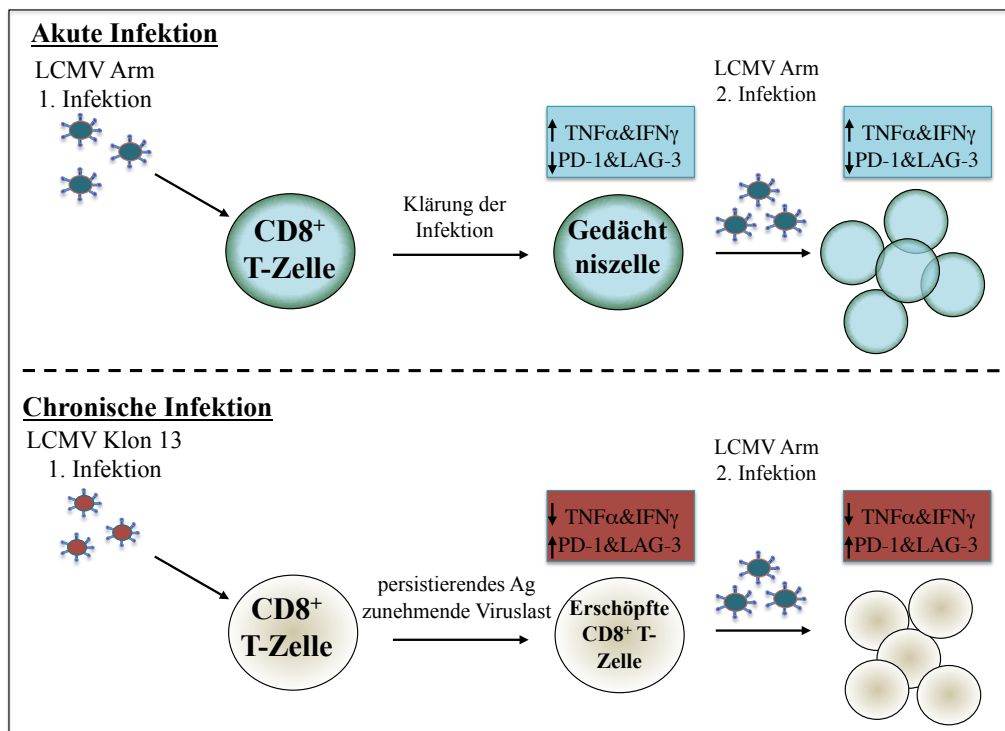 Akute Infektion
LCMV Arm
1. Infektion
CD8⁺
T-Zelle
Klärung der
Infektion
↑ TNFα&IFNγ
↓PD-1&LAG-3
Gedächt
niszelle
LCMV Arm
2. Infektion
↑ TNFα&IFNγ
↓PD-1&LAG-3
Chronische Infektion
LCMV Klon 13
1. Infektion
CD8⁺
T-Zelle
persistierendes Ag
zunehmende Viruslast
↓ TNFα&IFNγ
↑PD-1&LAG-3
Erschöpfte
CD8⁺ T-
Zelle
LCMV Arm
2. Infektion
↓ TNFα&IFNγ
↑PD-1&LAG-3